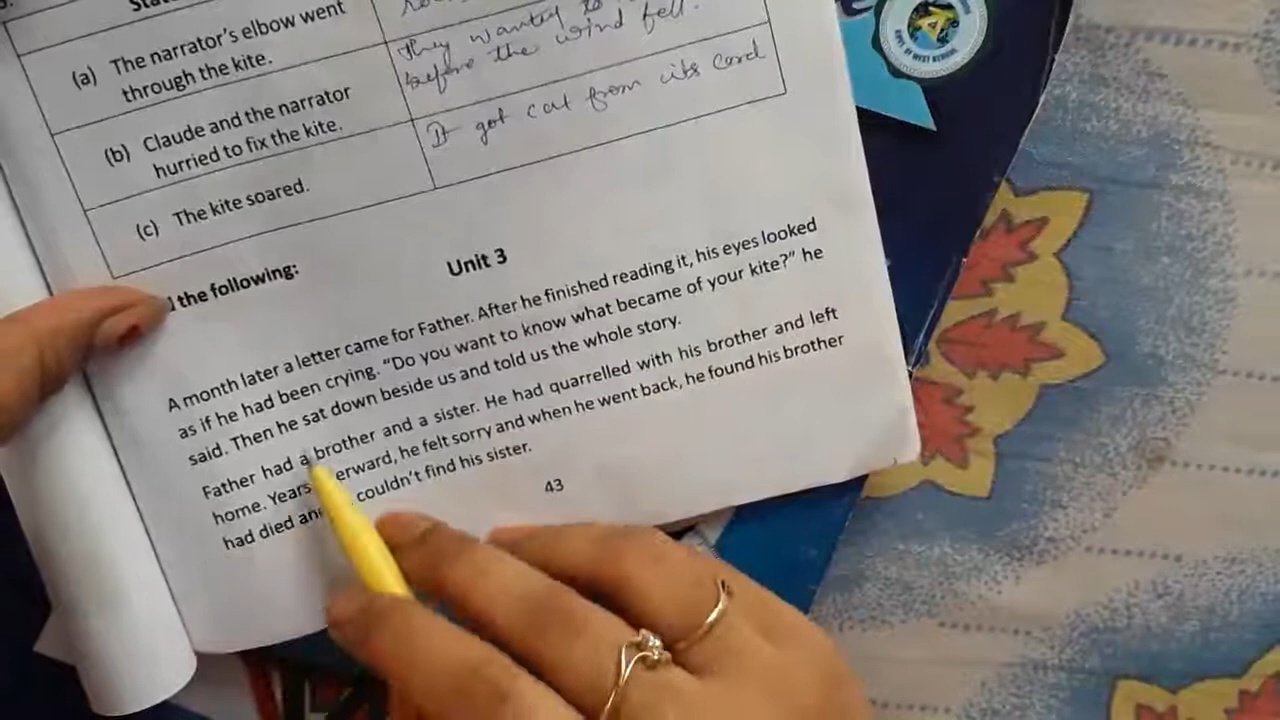 (a) The narrator's elbow went
through the kite.
They wanted to
before the wind fell.
(b) Claude and the narrator
hurried to fix the kite.
It got cut from its cord
(c) The kite soared.
Unit 3
the following:
A month later a letter came for Father. After he finished reading it, his eyes looked
as if he had been crying. “Do you want to know what became of your kite?” he
said. Then he sat down beside us and told us the whole story.
Father had a brother and a sister. He had quarrelled with his brother and left
home. Years erward, he felt sorry and when he went back, he found his brother
had died an couldn't find his sister.
43